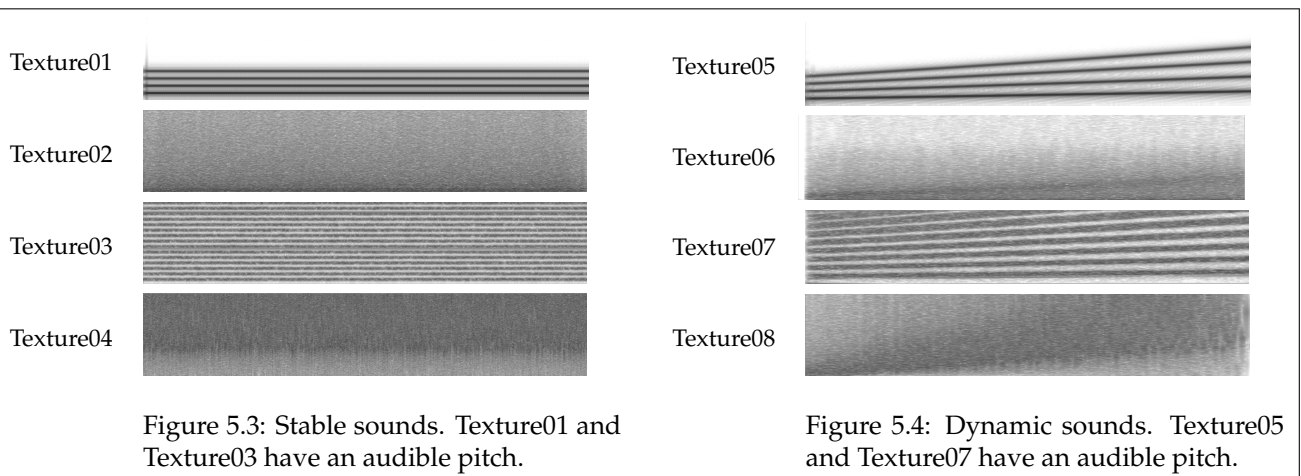 Texture01
Texture02
Texture03
Texture04
Figure 5.3: Stable sounds. Texture01 and
Texture03 have an audible pitch.
Texture05
Texture06
Texture07
Texture08
Figure 5.4: Dynamic sounds. Texture05
and Texture07 have an audible pitch.